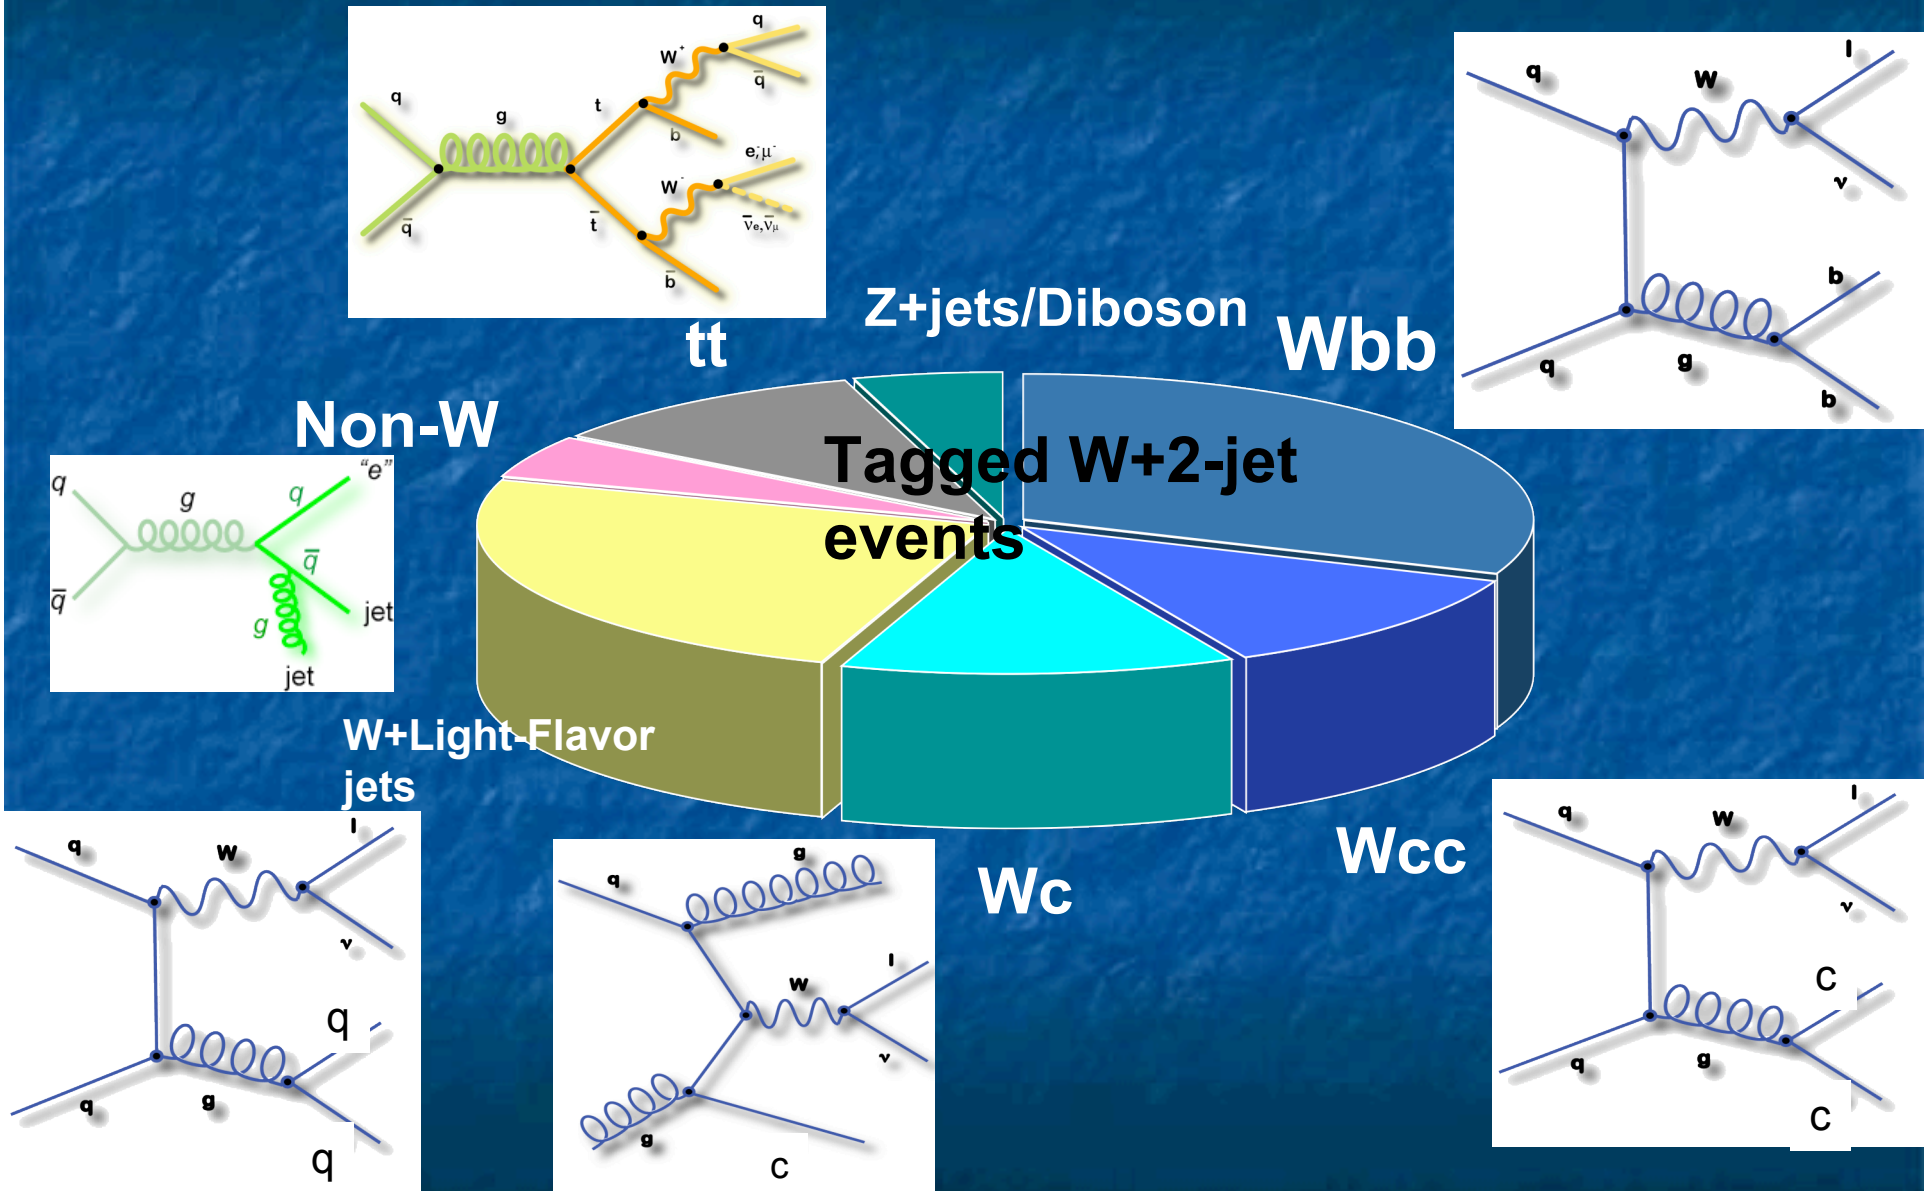 q
W⁺
q̄
q
g
t
b
e⁻,μ⁻
W⁻
q̄
t̄
ν̄e,ν̄μ
b̄
l
q
W
ν
b
q
g
b
Z+jets/Diboson
Wbb
tt
Non-W
Tagged W+2-jet
events
"e"
q
g
q
q̄
q̄
g
jet
jet
W+Light-Flavor
jets
l
q
W
ν
q
q
g
q
g
q
l
W
ν
g
c
Wc
Wcc
l
q
W
ν
c
q
g
c